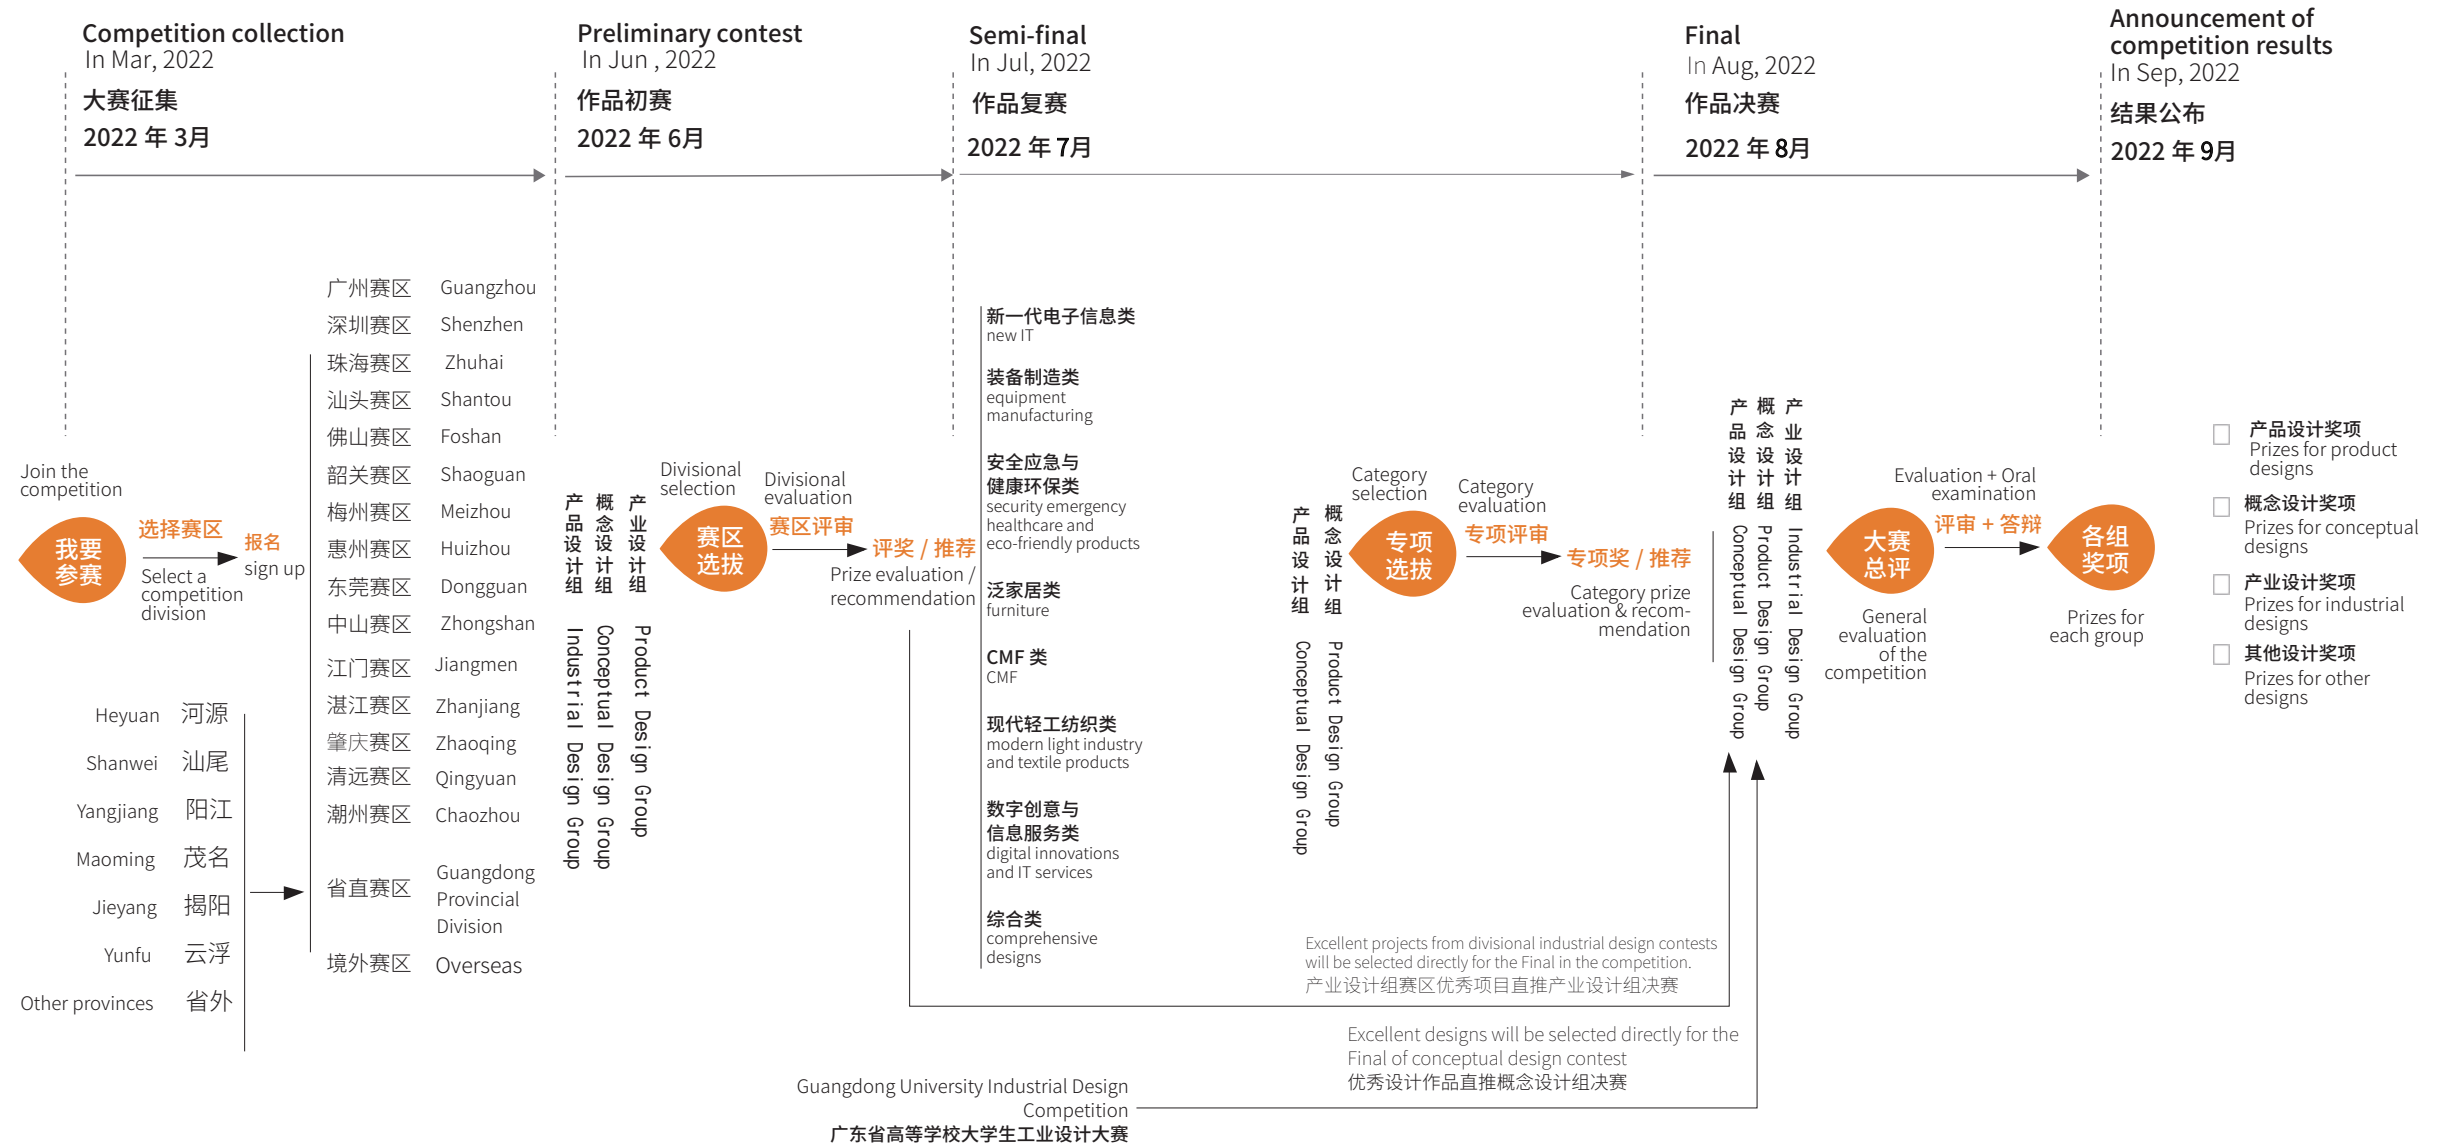 Competition collection
In Mar, 2022
大赛征集
2022 年 3月
Preliminary contest
In Jun , 2022
作品初赛
2022 年 6月
Semi-final
In Jul, 2022
作品复赛
2022 年 7月
Final
In Aug, 2022
作品决赛
2022 年 8月
Announcement of
competition results
In Sep, 2022
结果公布
2022 年 9月
Join the
competition
我要
参赛
选择赛区
Select a
competition
division
报名
sign up
广州赛区 Guangzhou
深圳赛区 Shenzhen
珠海赛区 Zhuhai
汕头赛区 Shantou
佛山赛区 Foshan
韶关赛区 Shaoguan
梅州赛区 Meizhou
惠州赛区 Huizhou
东莞赛区 Dongguan
中山赛区 Zhongshan
江门赛区 Jiangmen
湛江赛区 Zhanjiang
肇庆赛区 Zhaoqing
清远赛区 Qingyuan
潮州赛区 Chaozhou
省直赛区 Guangdong
Provincial
Division
境外赛区 Overseas
Heyuan 河源
Shanwei 汕尾
Yangjiang 阳江
Maoming 茂名
Jieyang 揭阳
Yunfu 云浮
Other provinces 省外
产品设计组 Industrial Design Group
概念设计组 Conceptual Design Group
产业设计组 Product Design Group
Divisional
selection
赛区
选拔
Divisional
evaluation
赛区评审
评奖 / 推荐
Prize evaluation /
recommendation
新一代电子信息类
new IT
装备制造类
equipment
manufacturing
安全应急与
健康环保类
security emergency
healthcare and
eco-friendly products
泛家居类
furniture
CMF 类
CMF
现代轻工纺织类
modern light industry
and textile products
数字创意与
信息服务类
digital innovations
and IT services
综合类
comprehensive
designs
产品设计组 Conceptual Design Group
概念设计组 Product Design Group
Category
selection
专项
选拔
Category
evaluation
专项评审
专项奖 / 推荐
Category prize
evaluation & recom-
mendation
产品设计组 Conceptual Design Group
概念设计组 Product Design Group
产业设计组 Industrial Design Group
大赛
总评
General
evaluation
of the
competition
Evaluation + Oral
examination
评审 + 答辩
各组
奖项
Prizes for
each group
产品设计奖项
Prizes for product
designs
概念设计奖项
Prizes for conceptual
designs
产业设计奖项
Prizes for industrial
designs
其他设计奖项
Prizes for other
designs
Excellent projects from divisional industrial design contests
will be selected directly for the Final in the competition.
产业设计组赛区优秀项目直推产业设计组决赛
Excellent designs will be selected directly for the
Final of conceptual design contest
优秀设计作品直推概念设计组决赛
Guangdong University Industrial Design
Competition
广东省高等学校大学生工业设计大赛